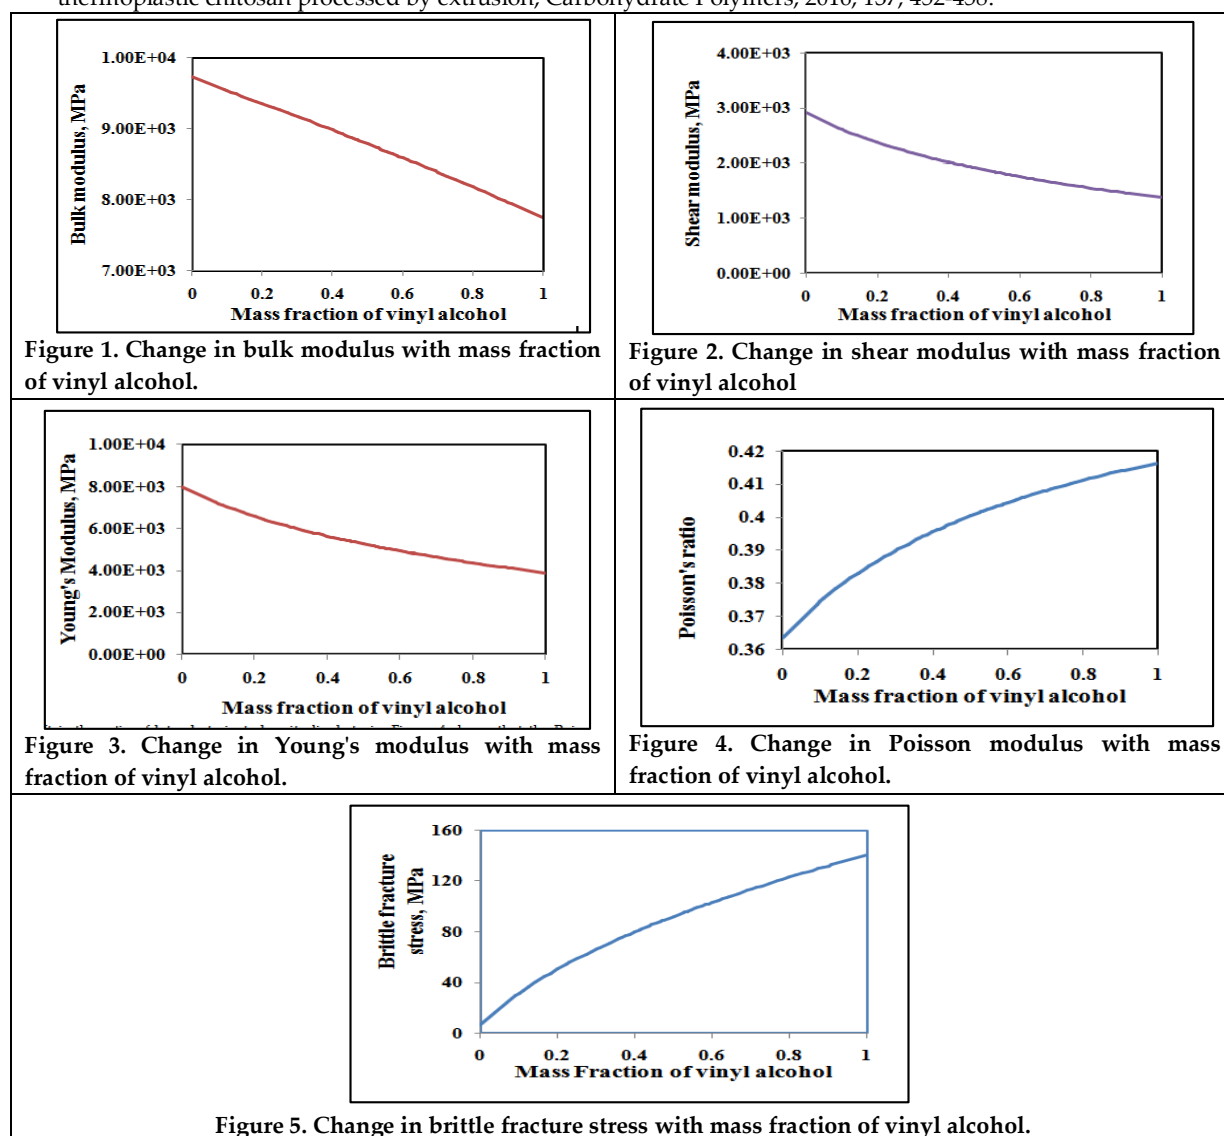 thermoplastic chitosan processed by extrusion, Carbohydrate Polymers, 2016, 137, 452-458.
1.00E+04
9.00E+03
8.00E+03
7.00E+03
Bulk modulus, MPa
0 0.2 0.4 0.6 0.8 1
Mass fraction of vinyl alcohol
Figure 1. Change in bulk modulus with mass fraction
of vinyl alcohol.
4.00E+03
3.00E+03
2.00E+03
1.00E+03
0.00E+00
Shear modulus, MPa
0 0.2 0.4 0.6 0.8 1
Mass fraction of vinyl alcohol
Figure 2. Change in shear modulus with mass fraction
of vinyl alcohol
1.00E+04
8.00E+03
6.00E+03
4.00E+03
2.00E+03
0.00E+00
Young's Modulus, MPa
0 0.2 0.4 0.6 0.8 1
Mass fraction of vinyl alcohol
Figure 3. Change in Young's modulus with mass
fraction of vinyl alcohol.
0.42
0.41
0.4
0.39
0.38
0.37
0.36
Poisson's ratio
0 0.2 0.4 0.6 0.8 1
Mass fraction of vinyl alcohol
Figure 4. Change in Poisson modulus with mass
fraction of vinyl alcohol.
160
120
80
40
0
Brittle fracture
stress, MPa
0 0.2 0.4 0.6 0.8 1
Mass Fraction of vinyl alcohol
Figure 5. Change in brittle fracture stress with mass fraction of vinyl alcohol.